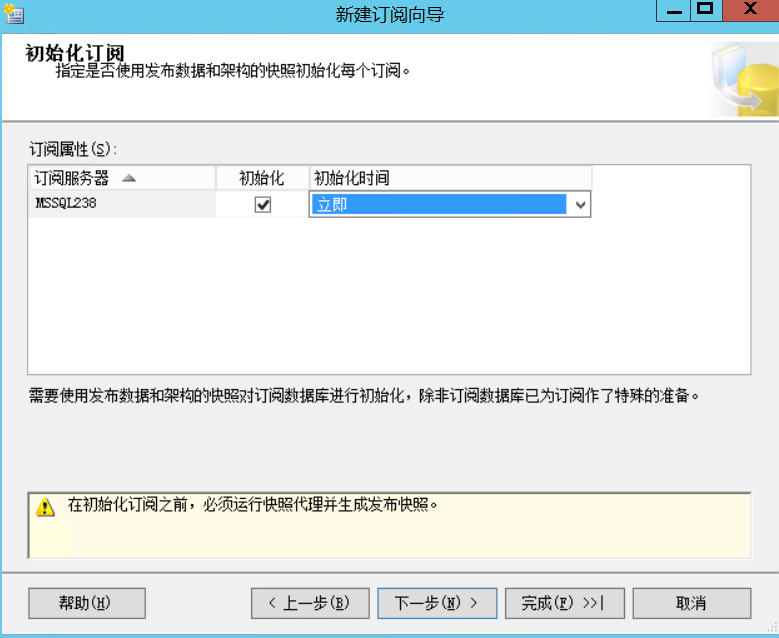 新建订阅向导
初始化订阅
指定是否使用发布数据和架构的快照初始化每个订阅。
订阅属性(S):
订阅服务器 初始化 初始化时间
MSSQL238 立即
需要使用发布数据和架构的快照对订阅数据库进行初始化，除非订阅数据库已为订阅作了特殊的准备。
在初始化订阅之前，必须运行快照代理并生成发布快照。
帮助(H) < 上一步(B) 下一步(N) > 完成(F) >>| 取消